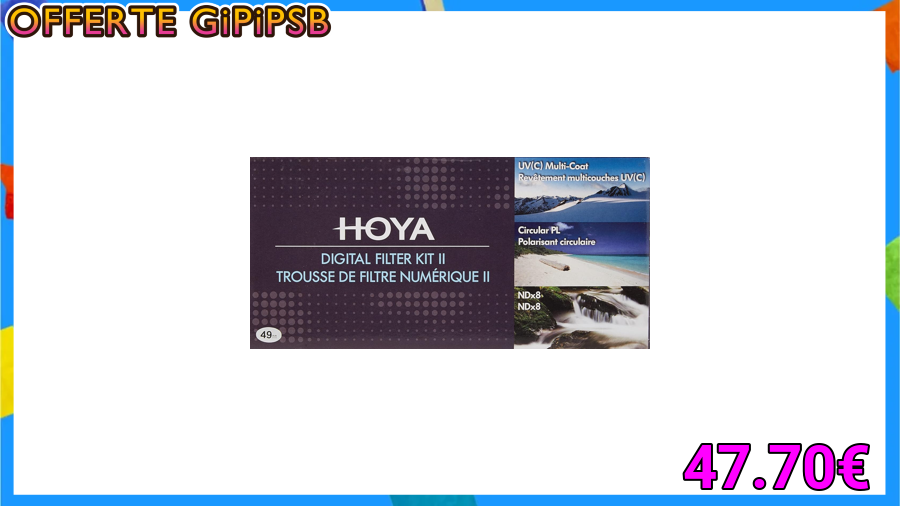 OFFERTE GiPiPSB
HOYA
DIGITAL FILTER KIT II
TROUSSE DE FILTRE NUMÉRIQUE II
49
UV(C) Multi-Coat
Revêtement multicouches UV(C)
Circular PL
Polarisant circulaire
NDx8
NDx8
47.70€